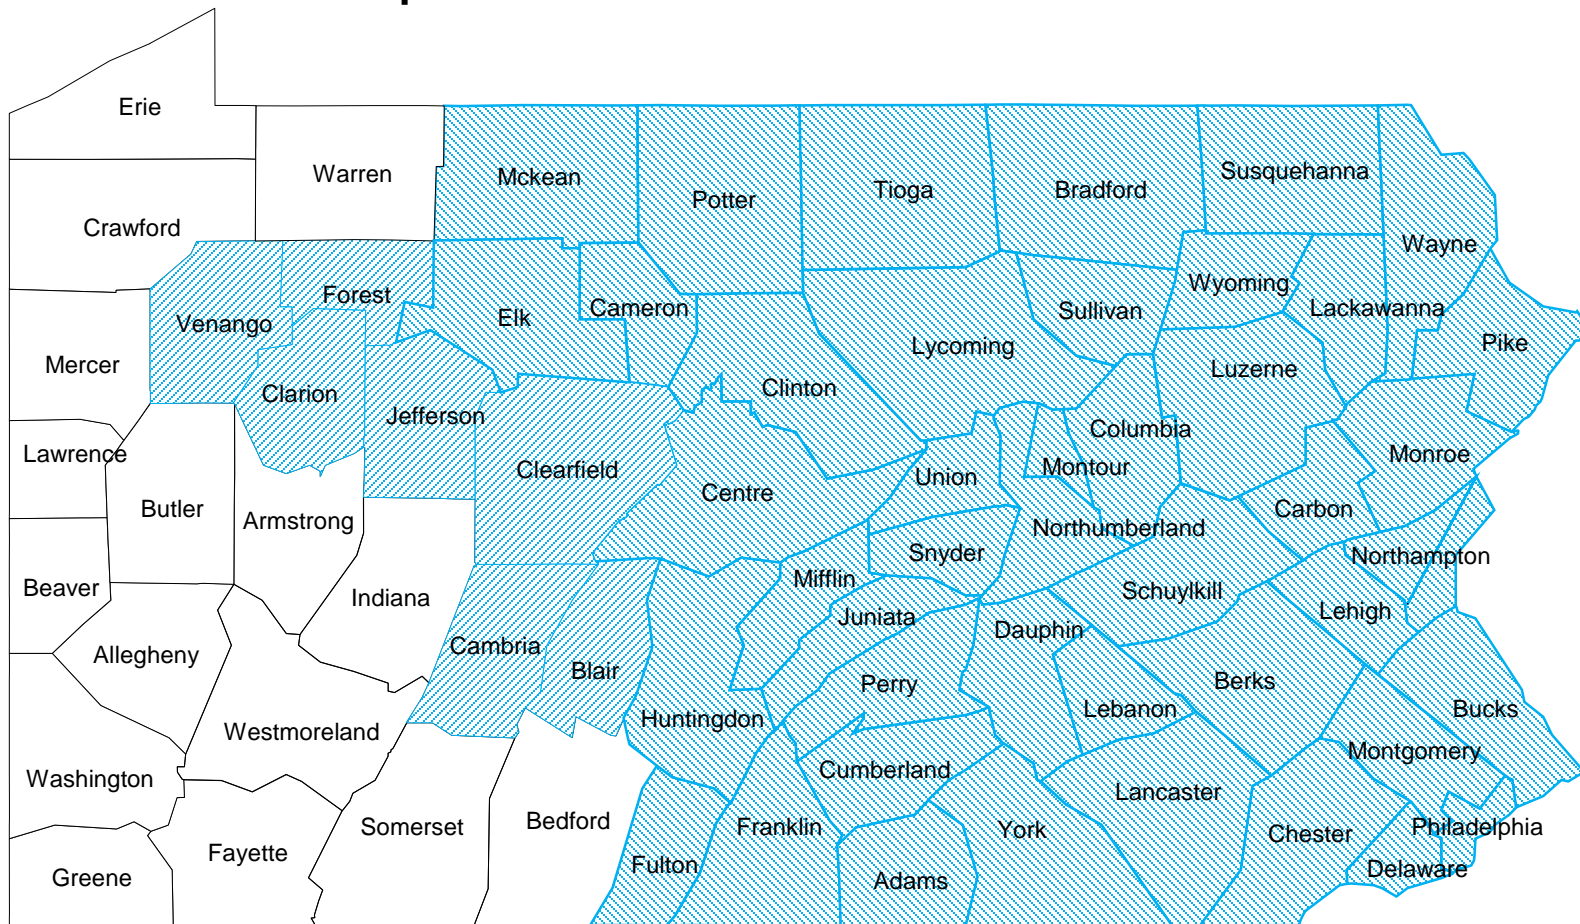 Erie
Warren
Mckean
Potter
Tioga
Bradford
Susquehanna
Crawford
Wayne
Venango
Forest
Elk
Cameron
Lycoming
Sullivan
Wyoming
Lackawanna
Pike
Mercer
Clarion
Jefferson
Clinton
Luzerne
Lawrence
Butler
Armstrong
Clearfield
Centre
Union
Montour
Columbia
Monroe
Carbon
Northumberland
Snyder
Northampton
Beaver
Indiana
Mifflin
Juniata
Schuylkill
Lehigh
Allegheny
Cambria
Blair
Dauphin
Perry
Berks
Westmoreland
Huntingdon
Lebanon
Bucks
Washington
Cumberland
Lancaster
Montgomery
Greene
Fayette
Somerset
Bedford
Fulton
Franklin
Adams
York
Chester
Delaware
Philadelphia